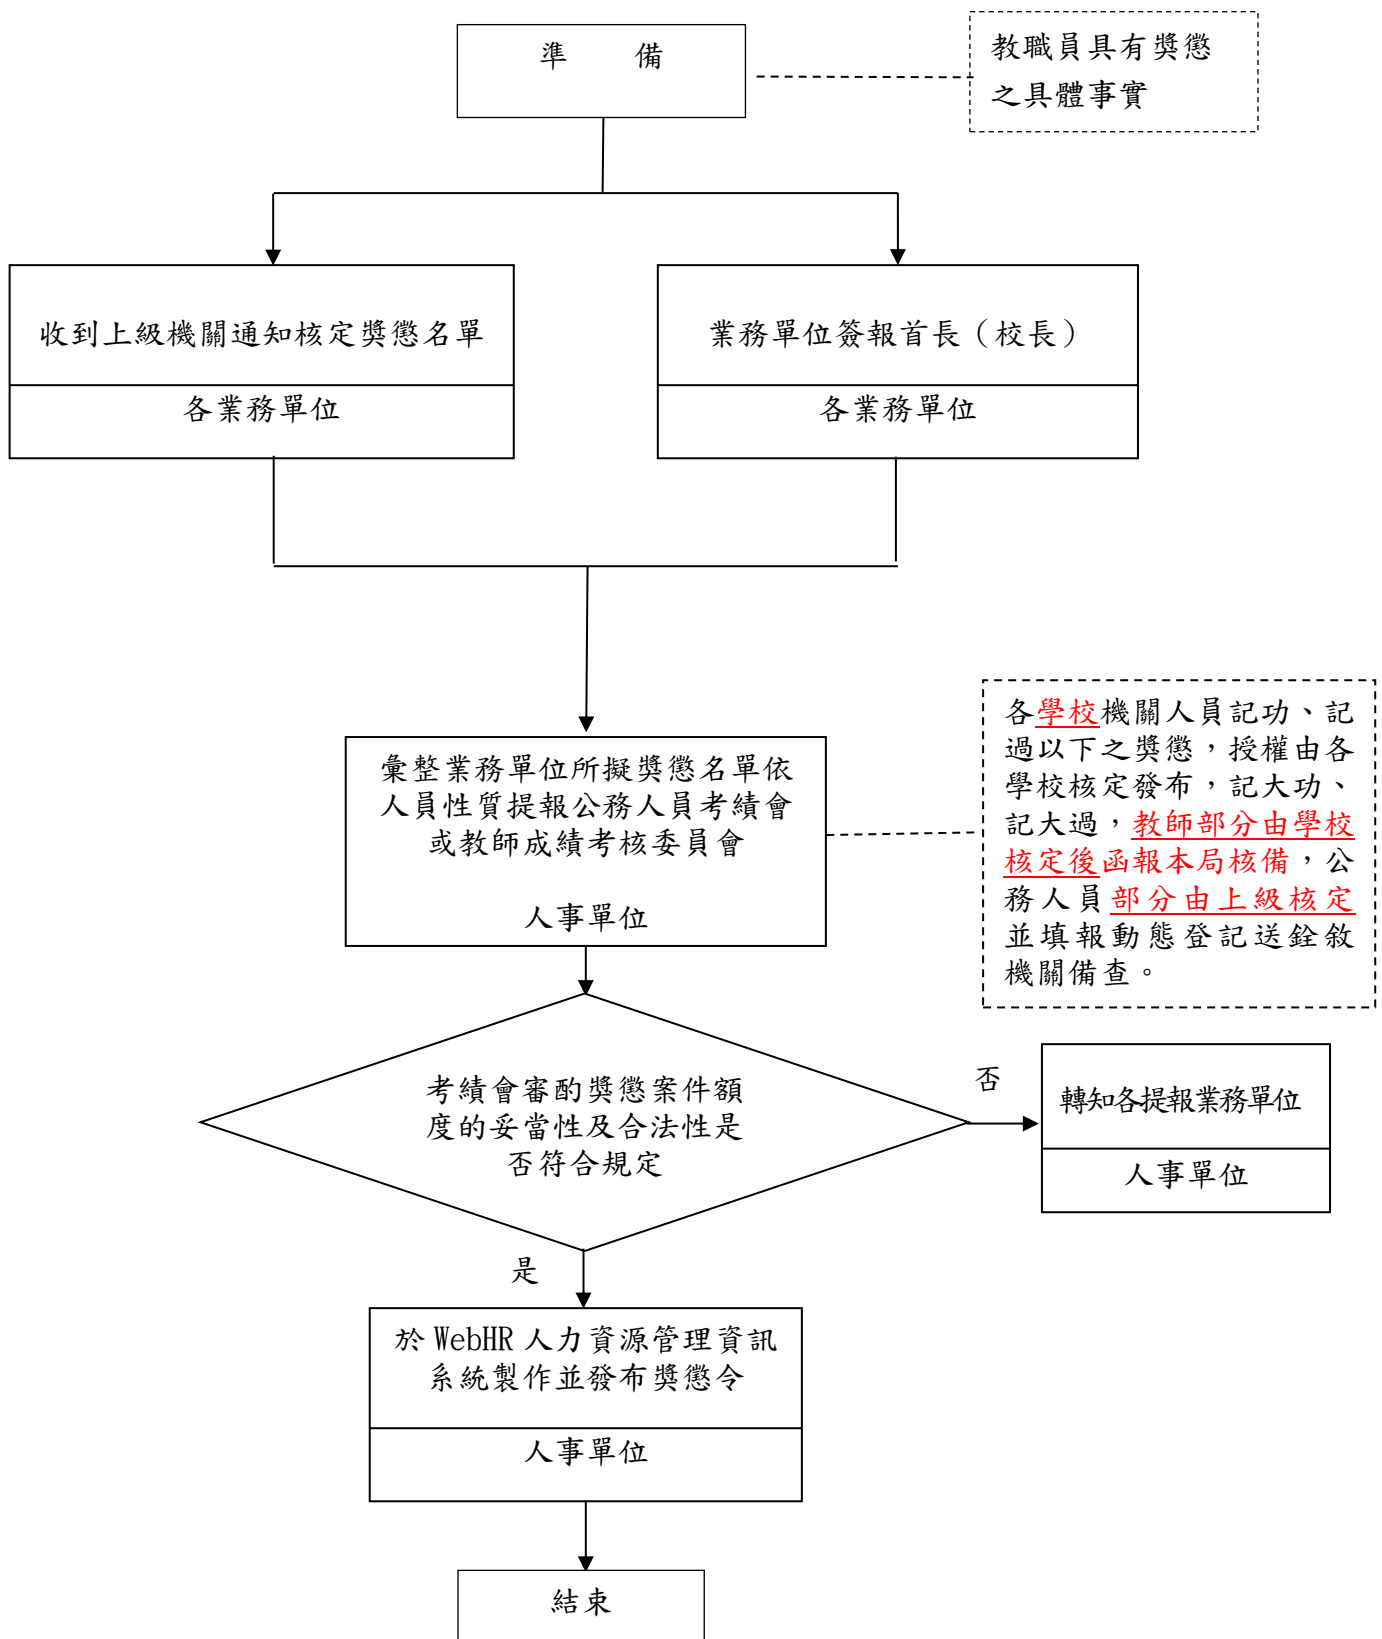 準　　備
教職員具有獎懲
之具體事實
收到上級機關通知核定獎懲名單
各業務單位
業務單位簽報首長（校長）
各業務單位
彙整業務單位所擬獎懲名單依
人員性質提報公務人員考績會
或教師成績考核委員會
人事單位
各學校機關人員記功、記
過以下之獎懲，授權由各
學校核定發布，記大功、
記大過，教師部分由學校
核定後函報本局核備，公
務人員部分由上級核定
並填報動態登記送銓敘
機關備查。
考績會審酌獎懲案件額
度的妥當性及合法性是
否符合規定
否
轉知各提報業務單位
人事單位
是
於 WebHR 人力資源管理資訊
系統製作並發布獎懲令
人事單位
結束